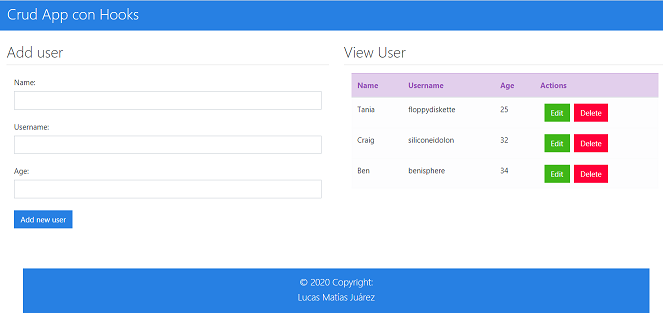 Crud App con Hooks
Add user
Name:
Username:
Age:
Add new user
View User
Name Username Age Actions
Tania floppydiskette 25 Edit Delete
Craig siliconeidolon 32 Edit Delete
Ben benisphere 34 Edit Delete
© 2020 Copyright:
Lucas Matías Juárez